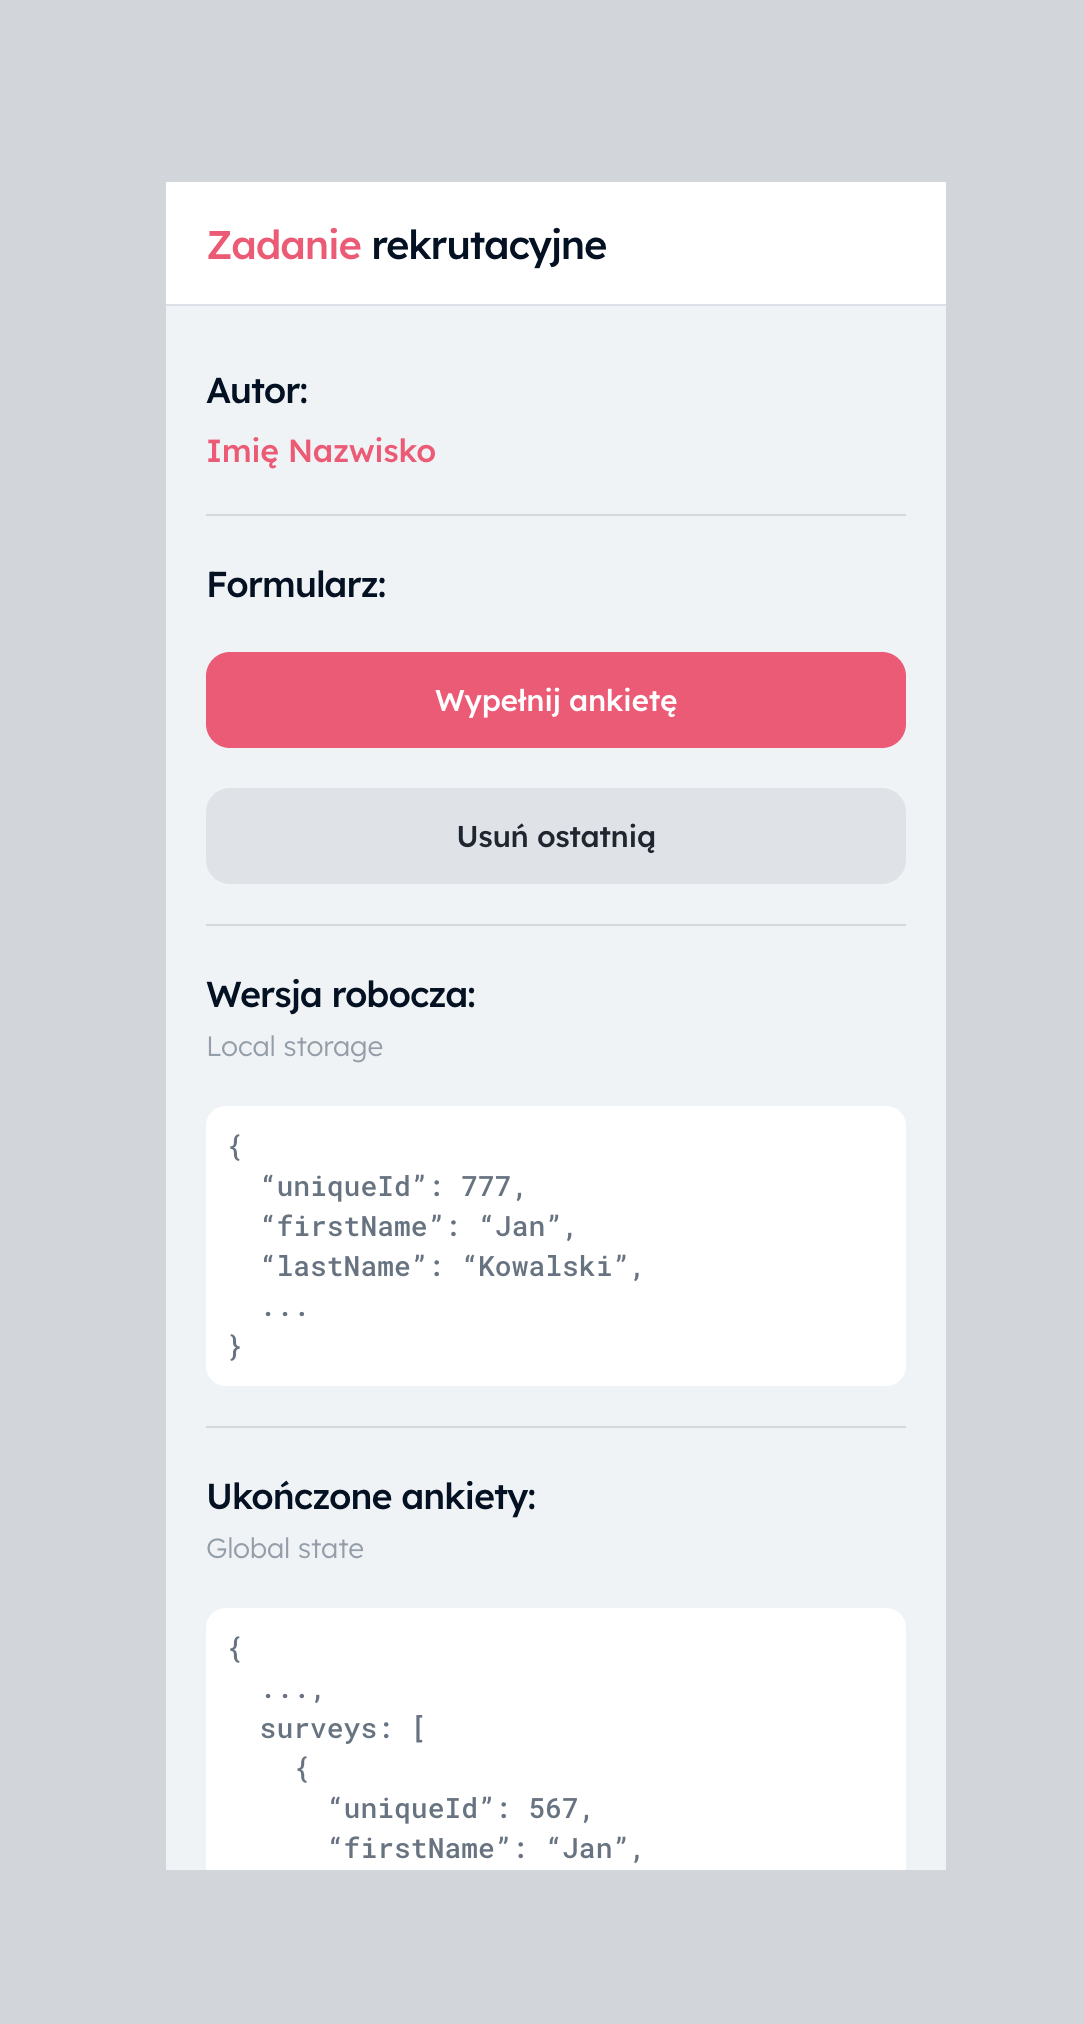 Zadanie rekrutacyjne
Autor:
Imię Nazwisko
Formularz:
Wypełnij ankietę
Usuń ostatnią
Wersja robocza:
Local storage
{
“uniqueId”: 777,
“firstName”: “Jan”,
“lastName”: “Kowalski”,
...
}
Ukończone ankiety:
Global state
{
...,
surveys: [
{
“uniqueId”: 567,
“firstName”: “Jan”,